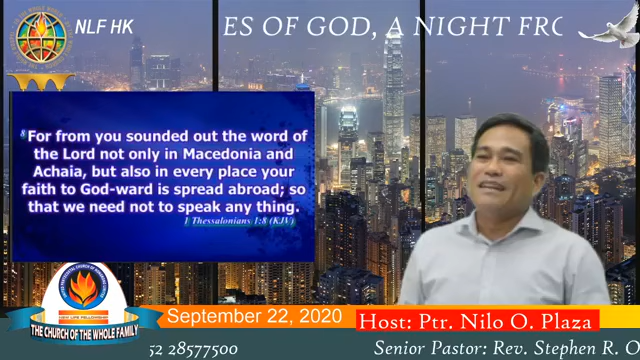 NLF HK
ES OF GOD, A NIGHT FRO
8 For from you sounded out the word of
the Lord not only in Macedonia and
Achaia, but also in every place your
faith to God-ward is spread abroad; so
that we need not to speak any thing.
1 Thessalonians 1:8 (KJV)
NEW LIFE FELLOWSHIP
THE CHURCH OF THE WHOLE FAMILY
September 22, 2020
Host: Ptr. Nilo O. Plaza
52 28577500
Senior Pastor: Rev. Stephen R. O